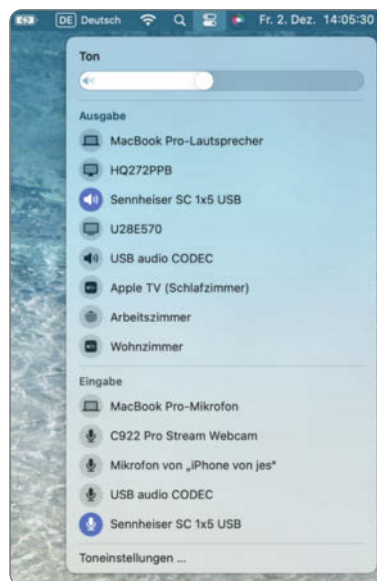 DE Deutsch Fr. 2. Dez. 14:05:30
Ton
Ausgabe
MacBook Pro-Lautsprecher
HQ272PPB
Sennheiser SC 1x5 USB
U28E570
USB audio CODEC
Apple TV (Schlafzimmer)
Arbeitszimmer
Wohnzimmer
Eingabe
MacBook Pro-Mikrofon
C922 Pro Stream Webcam
Mikrofon von „iPhone von jes“
USB audio CODEC
Sennheiser SC 1x5 USB
Toneinstellungen ...